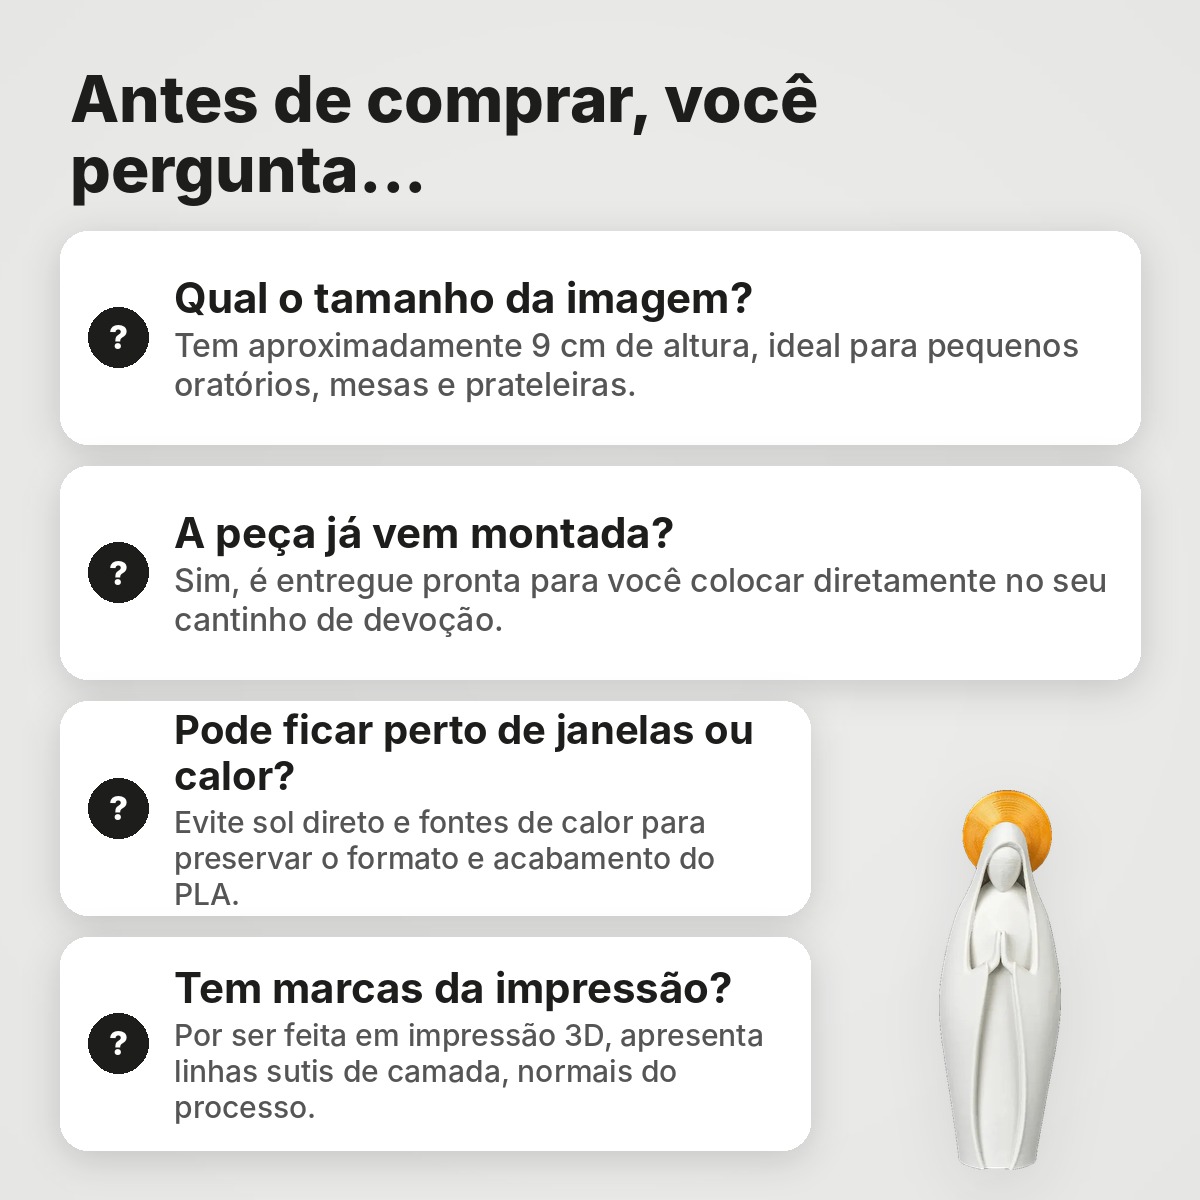 Antes de comprar, você
pergunta...
?
Qual o tamanho da imagem?
Tem aproximadamente 9 cm de altura, ideal para pequenos
oratórios, mesas e prateleiras.
?
A peça já vem montada?
Sim, é entregue pronta para você colocar diretamente no seu
cantinho de devoção.
?
Pode ficar perto de janelas ou
calor?
Evite sol direto e fontes de calor para
preservar o formato e acabamento do
PLA.
?
Tem marcas da impressão?
Por ser feita em impressão 3D, apresenta
linhas sutis de camada, normais do
processo.